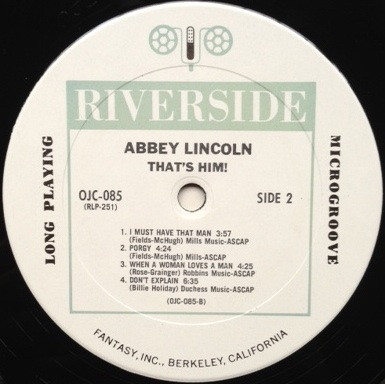 RIVERSIDE
ABBEY LINCOLN
THAT'S HIM!
OJC-085
(RLP-251)
SIDE 2
LONG PLAYING
MICROGROOVE
1. I MUST HAVE THAT MAN 3:57
(Fields-McHugh) Mills Music-ASCAP
2. PORGY 4:24
(Fields-McHugh) Mills-ASCAP
3. WHEN A WOMAN LOVES A MAN 4:25
(Rose-Grainger) Robbins Music-ASCAP
4. DON'T EXPLAIN 6:35
(Billie Holiday) Duchess Music-ASCAP
(OJC-085-B)
FANTASY, INC., BERKELEY, CALIFORNIA